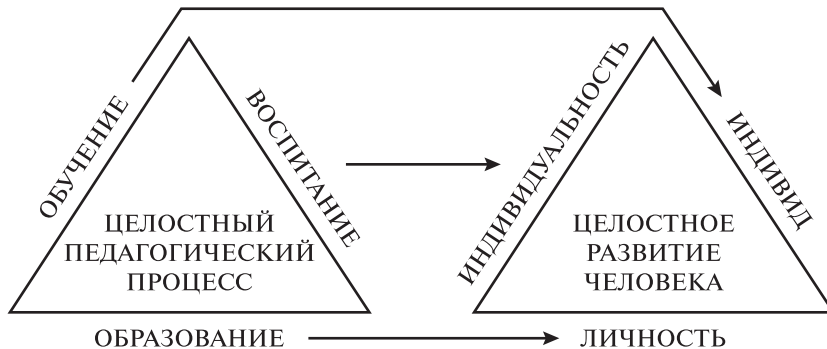 ОБУЧЕНИЕ
ВОСПИТАНИЕ
ЦЕЛОСТНЫЙ
ПЕДАГОГИЧЕСКИЙ
ПРОЦЕСС
ОБРАЗОВАНИЕ
ИНДИВИДУАЛЬНОСТЬ
ИНДИВИД
ЦЕЛОСТНОЕ
РАЗВИТИЕ
ЧЕЛОВЕКА
ЛИЧНОСТЬ